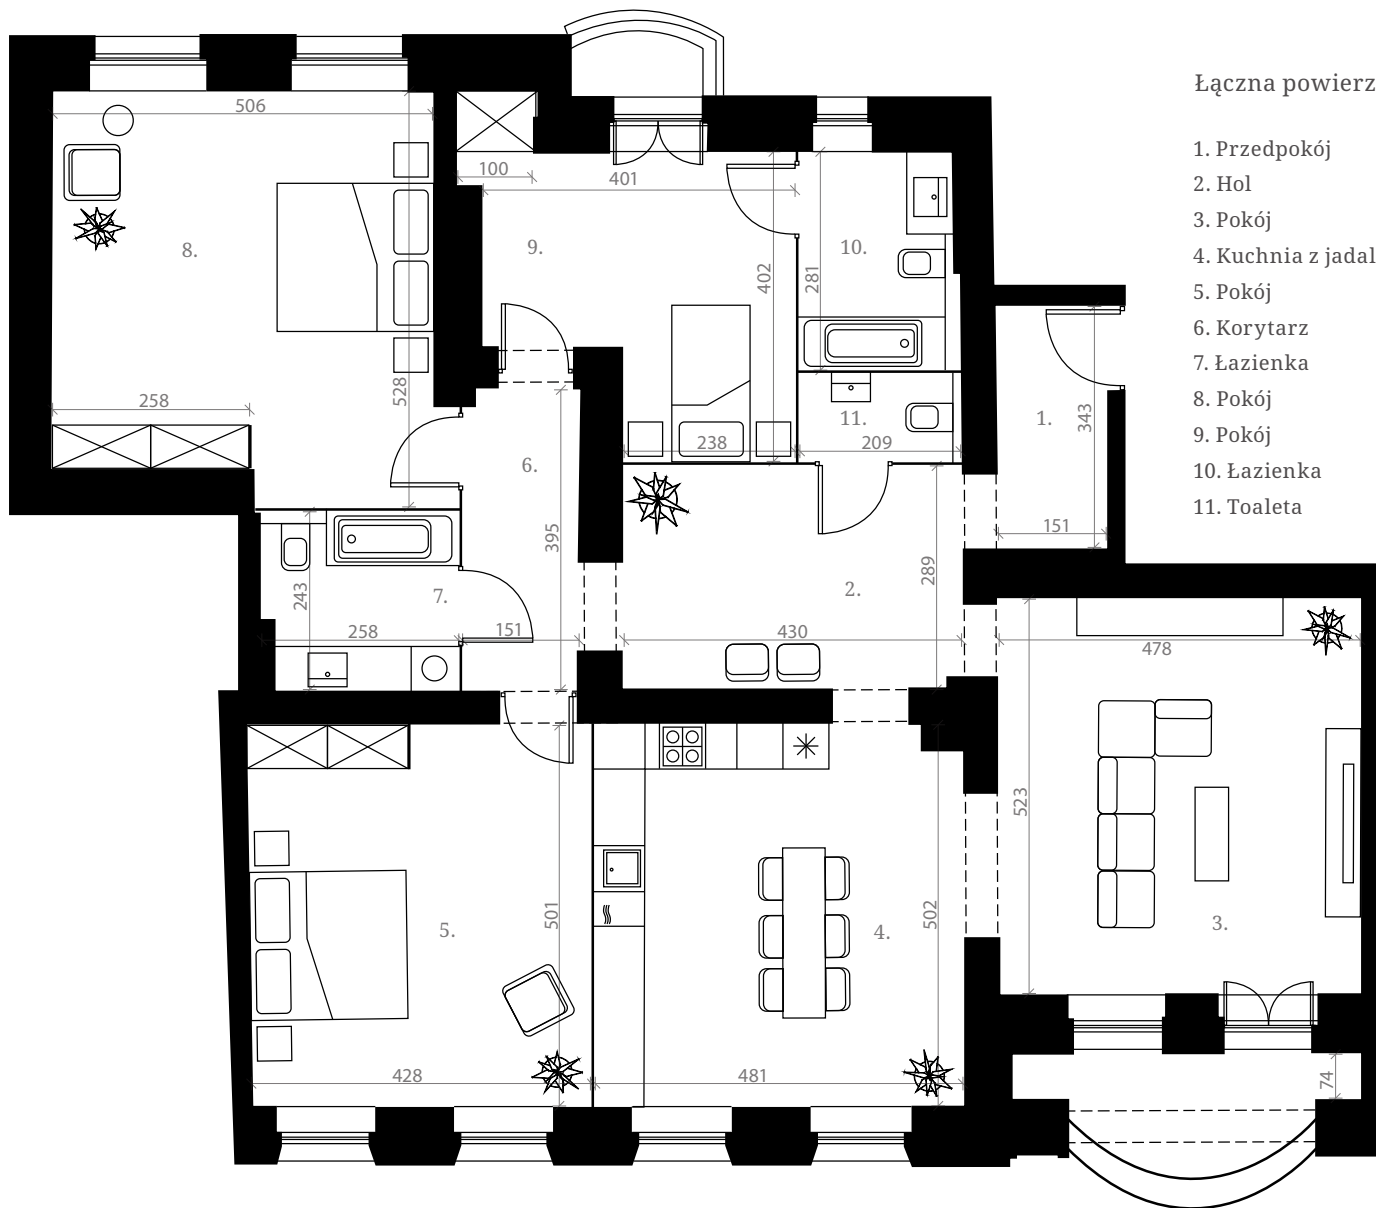 Łączna powierz
1. Przedpokój
2. Hol
3. Pokój
4. Kuchnia z jadal
5. Pokój
6. Korytarz
7. Łazienka
8. Pokój
9. Pokój
10. Łazienka
11. Toaleta
506
100
401
8.
9.
10.
402
281
528
258
238
11.
209
1.
343
6.
395
151
243
7.
258
151
2.
289
430
478
523
5.
501
4.
502
3.
428
481
74